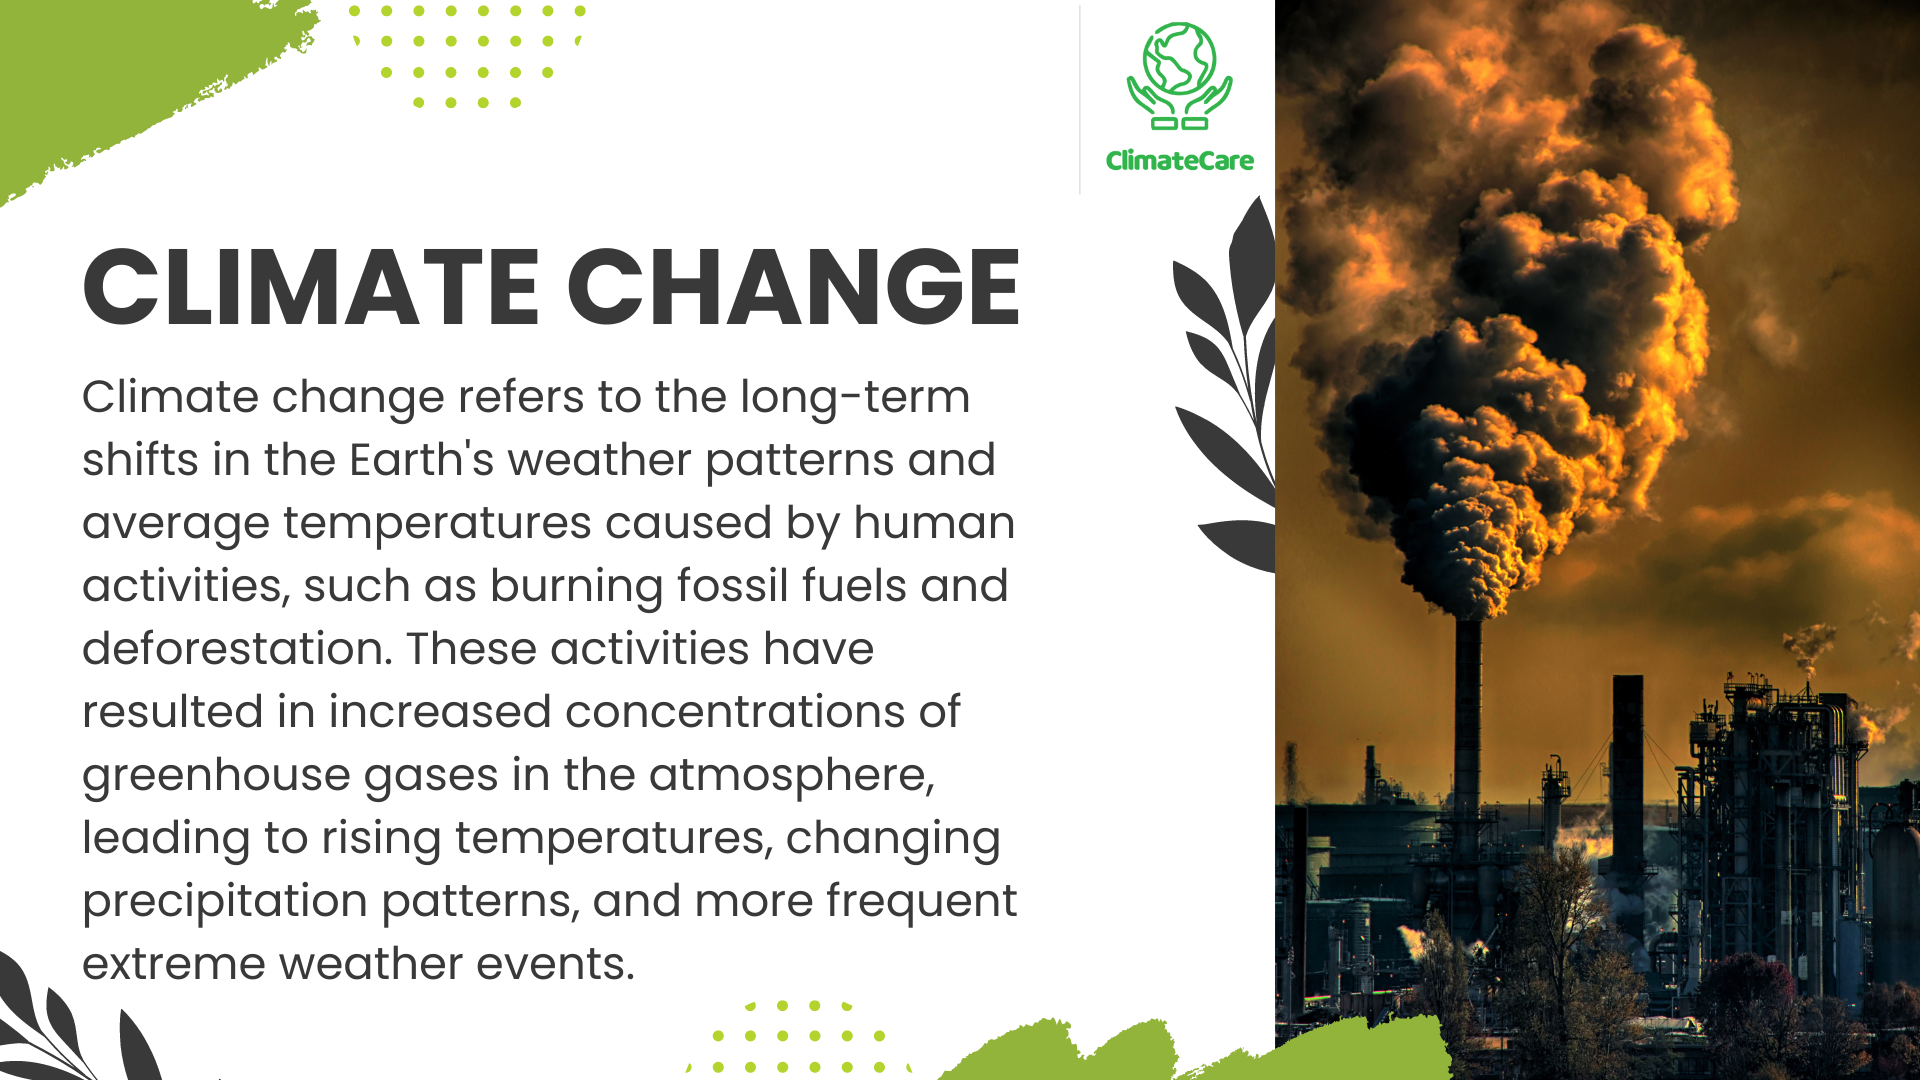 ClimateCare
CLIMATE CHANGE
Climate change refers to the long-term
shifts in the Earth's weather patterns and
average temperatures caused by human
activities, such as burning fossil fuels and
deforestation. These activities have
resulted in increased concentrations of
greenhouse gases in the atmosphere,
leading to rising temperatures, changing
precipitation patterns, and more frequent
extreme weather events.